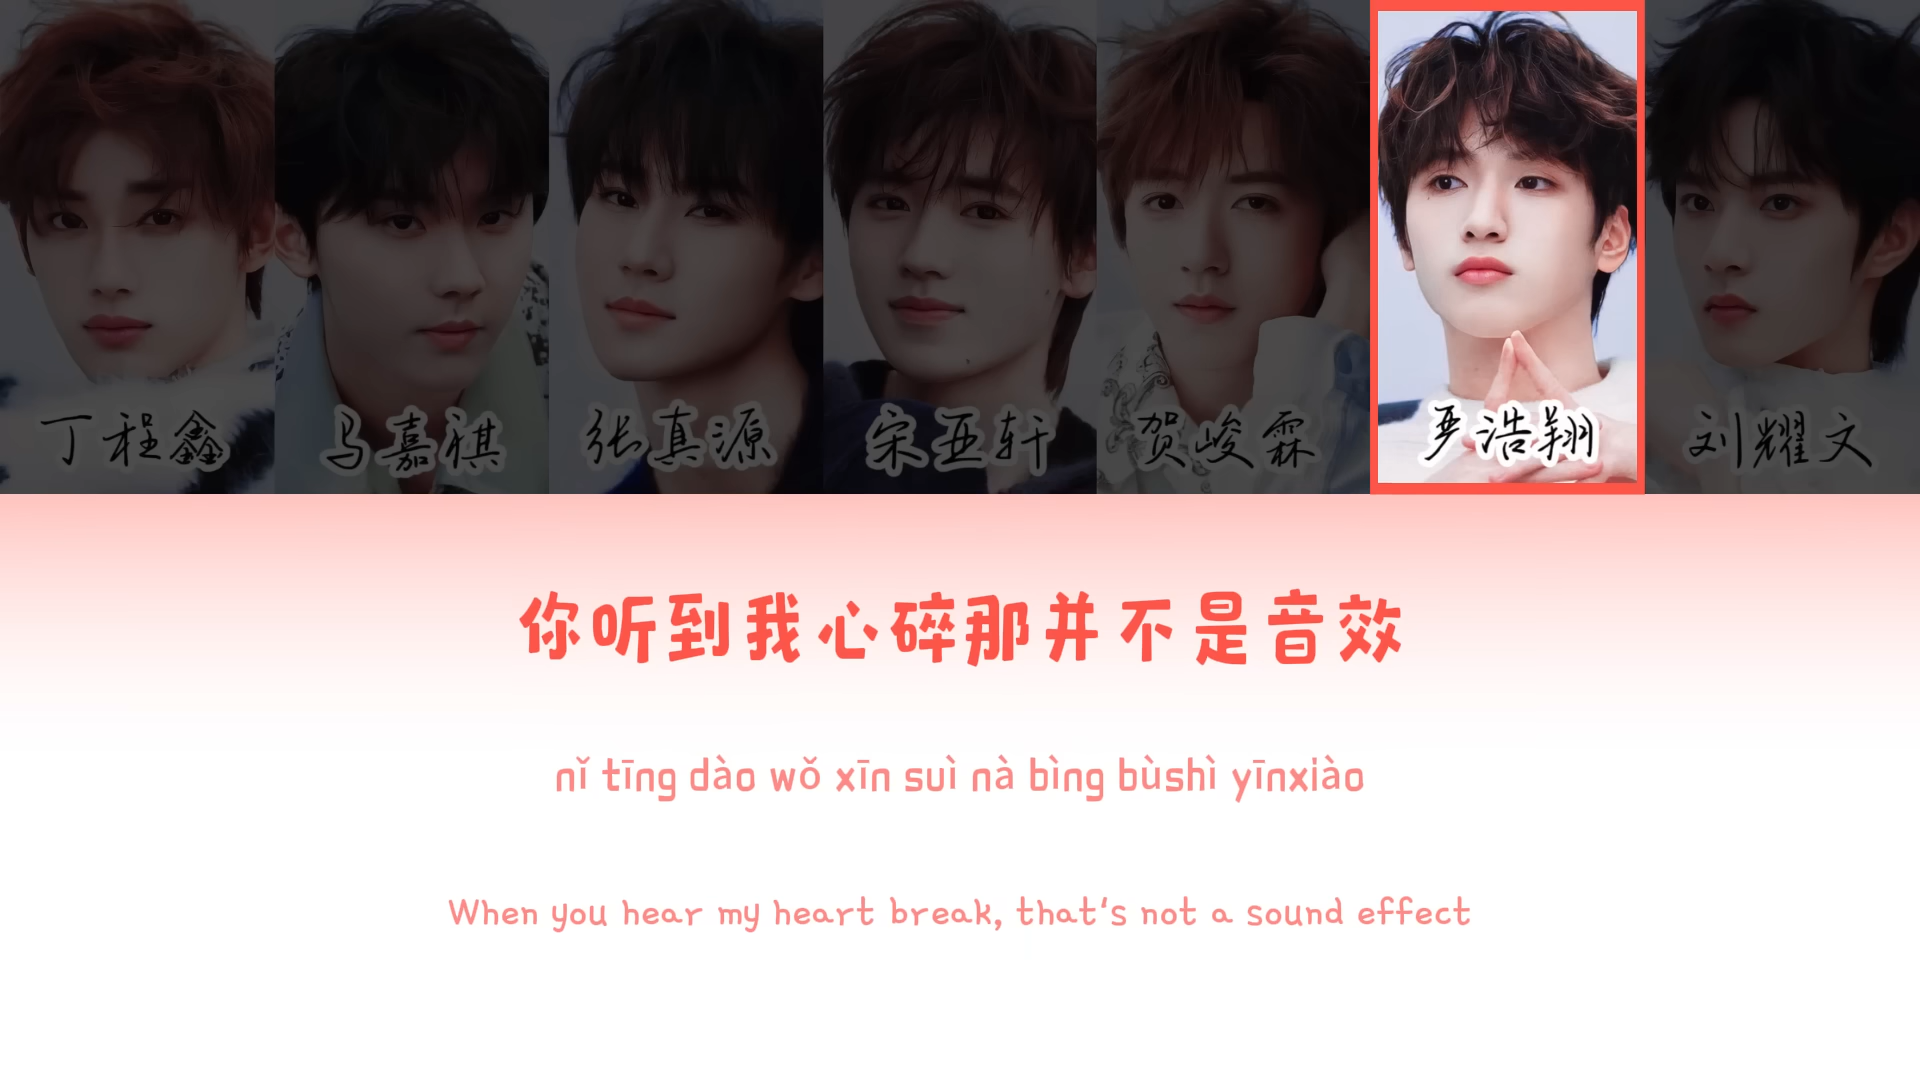 丁程鑫 马嘉祺 张真源 宋亚轩 贺峻霖 严浩翔 刘耀文
你听到我心碎那并不是音效
nǐ tīng dào wǒ xīn suì nà bìng bùshì yīnxiào
When you hear my heart break, that's not a sound effect